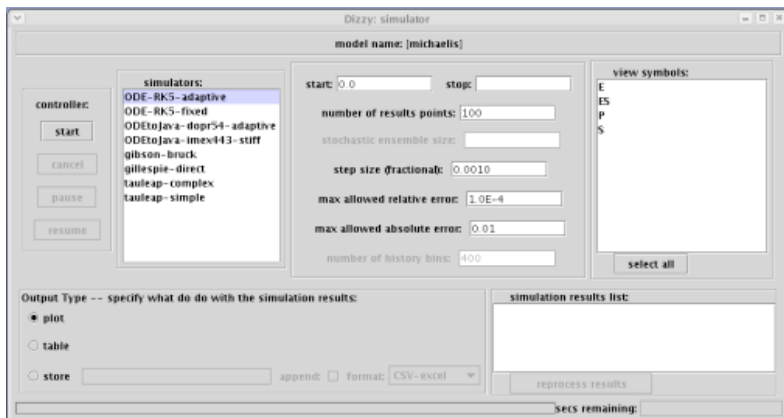 Dizzy: simulator
model name: [michaelis]
controller:
start
cancel
pause
resume
simulators:
ODE-RK5-adaptive
ODE-RK5-fixed
ODEtoJava-dopr54-adaptive
ODEtoJava-imex443-stiff
gibson-bruck
gillespie-direct
tauleap-complex
tauleap-simple
start: 0.0 stop:
number of results points: 100
stochastic ensemble size:
step size (fractional): 0.0010
max allowed relative error: 1.0E-4
max allowed absolute error: 0.01
number of history bins: 400
view symbols:
E
ES
P
S
select all
Output Type -- specify what do do with the simulation results:
plot
table
store append: format: CSV-excel
simulation results list:
reprocess results
secs remaining: